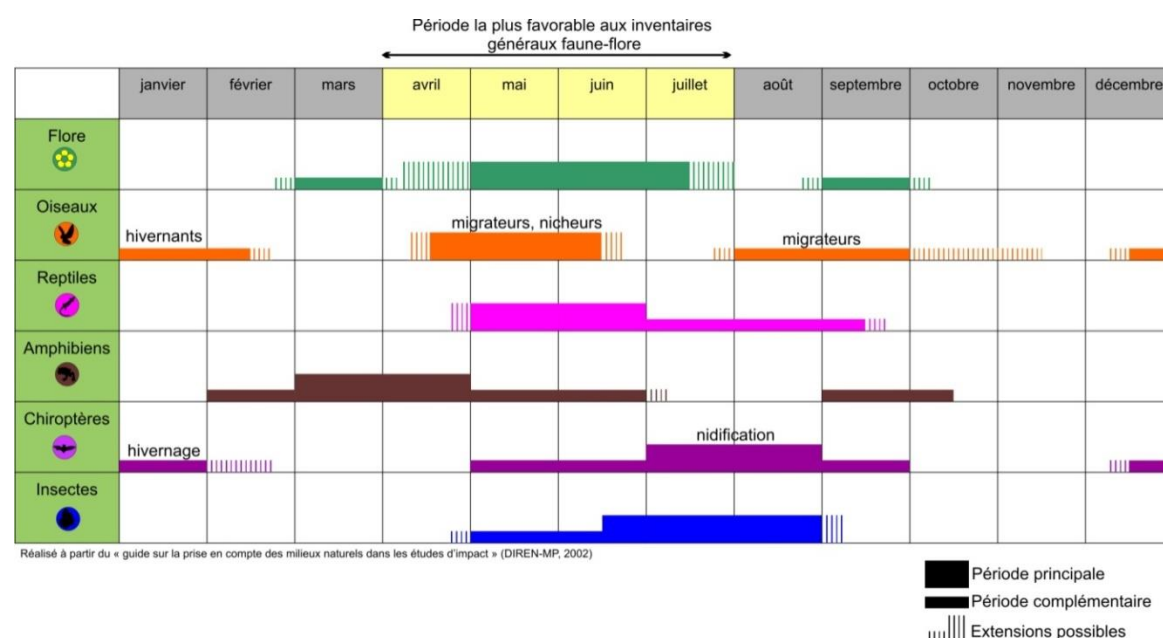 Période la plus favorable aux inventaires
généraux faune-flore
janvier février mars avril mai juin juillet août septembre octobre novembre décembre
Flore
Oiseaux
hivernants
migrateurs, nicheurs
migrateurs
Reptiles
Amphibiens
Chiroptères
hivernage
nidification
Insectes
Réalisé à partir du « guide sur la prise en compte des milieux naturels dans les études d'impact » (DIREN-MP, 2002)
Période principale
Période complémentaire
Extensions possibles